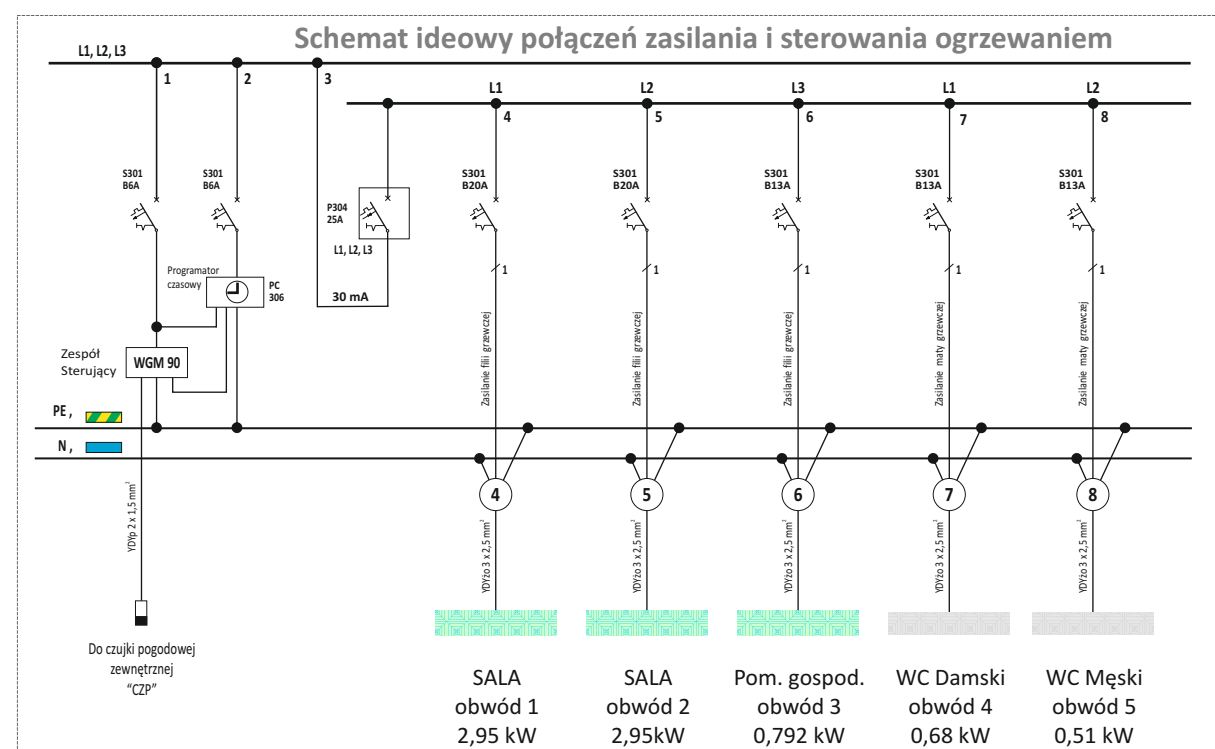 Schemat ideowy połączeń zasilania i sterowania ogrzewaniem
L1, L2, L3
1
2
3
L1
L2
L3
L1
L2
4
5
6
7
8
S301
B6A
S301
B6A
P304
25A
L1, L2, L3
S301
B20A
S301
B20A
S301
B13A
S301
B13A
S301
B13A
1
1
1
1
1
Programator
czasowy
PC
306
30 mA
Zespół
Sterujący
WGM 90
Zasilanie filii grzewczej
Zasilanie filii grzewczej
Zasilanie filii grzewczej
Zasilanie maty grzewczej
Zasilanie maty grzewczej
PE ,
N ,
4
5
6
7
8
YDYp 2 x 1,5 mm²
YDYżo 3 x 2,5 mm²
YDYżo 3 x 2,5 mm²
YDYżo 3 x 2,5 mm²
YDYżo 3 x 2,5 mm²
YDYżo 3 x 2,5 mm²
Do czujki pogodowej
zewnętrznej
“CZP”
SALA
obwód 1
2,95 kW
SALA
obwód 2
2,95kW
Pom. gospod.
obwód 3
0,792 kW
WC Damski
obwód 4
0,68 kW
WC Męski
obwód 5
0,51 kW